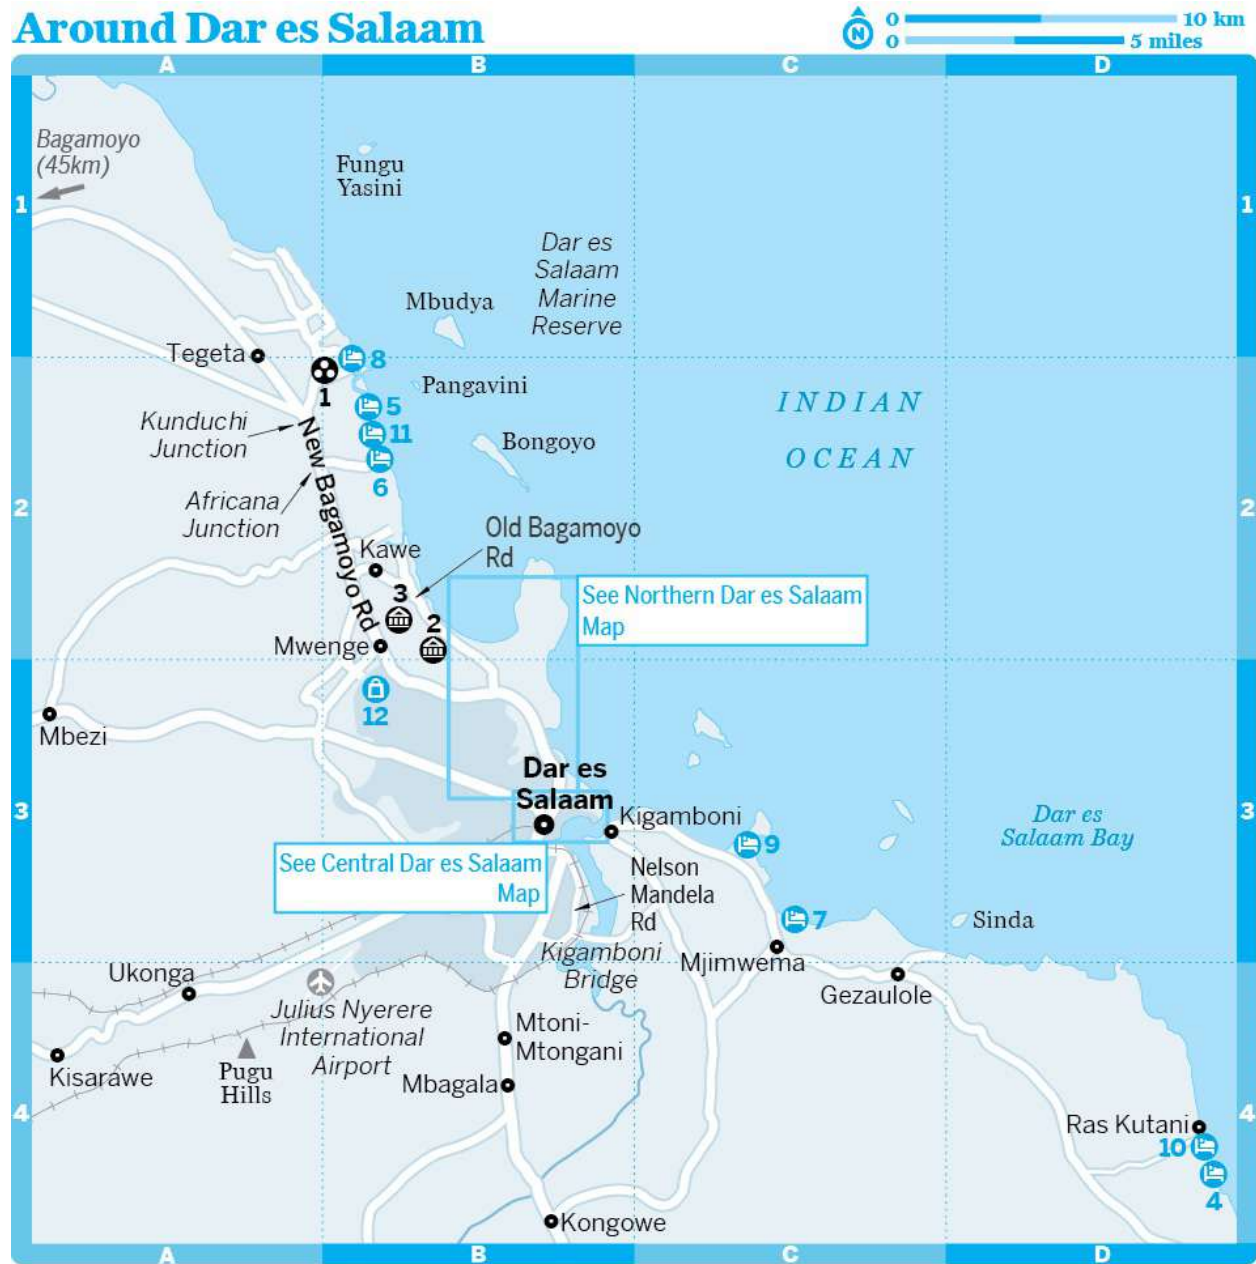 Around Dar es Salaam
N
0 10 km
0 5 miles
A B C D
Bagamoyo
(45km)
Fungu
Yasini
1 1
Dar es
Salaam
Marine
Reserve
Mbudya
Tegeta
8
1
Pangavini
5
INDIAN
OCEAN
Kunduchi
Junction
11
Bongoyo
6
New Bagamoyo Rd
Africana
Junction
2 2
Old Bagamoyo
Rd
Kawe
3
See Northern Dar es Salaam
Map
2
Mwenge
12
Mbezi
Dar es
Salaam
Kigamboni
3 3
Dar es
Salaam Bay
9
See Central Dar es Salaam
Map
Nelson
Mandela
Rd
7
Sinda
Kigamboni
Bridge
Mjimwema
Ukonga
Gezaulole
Julius Nyerere
International
Airport
Mtoni-
Mtongani
Kisarawe
Pugu
Hills
Mbagala
4 4
Ras Kutani
10
4
Kongowe
A B C D